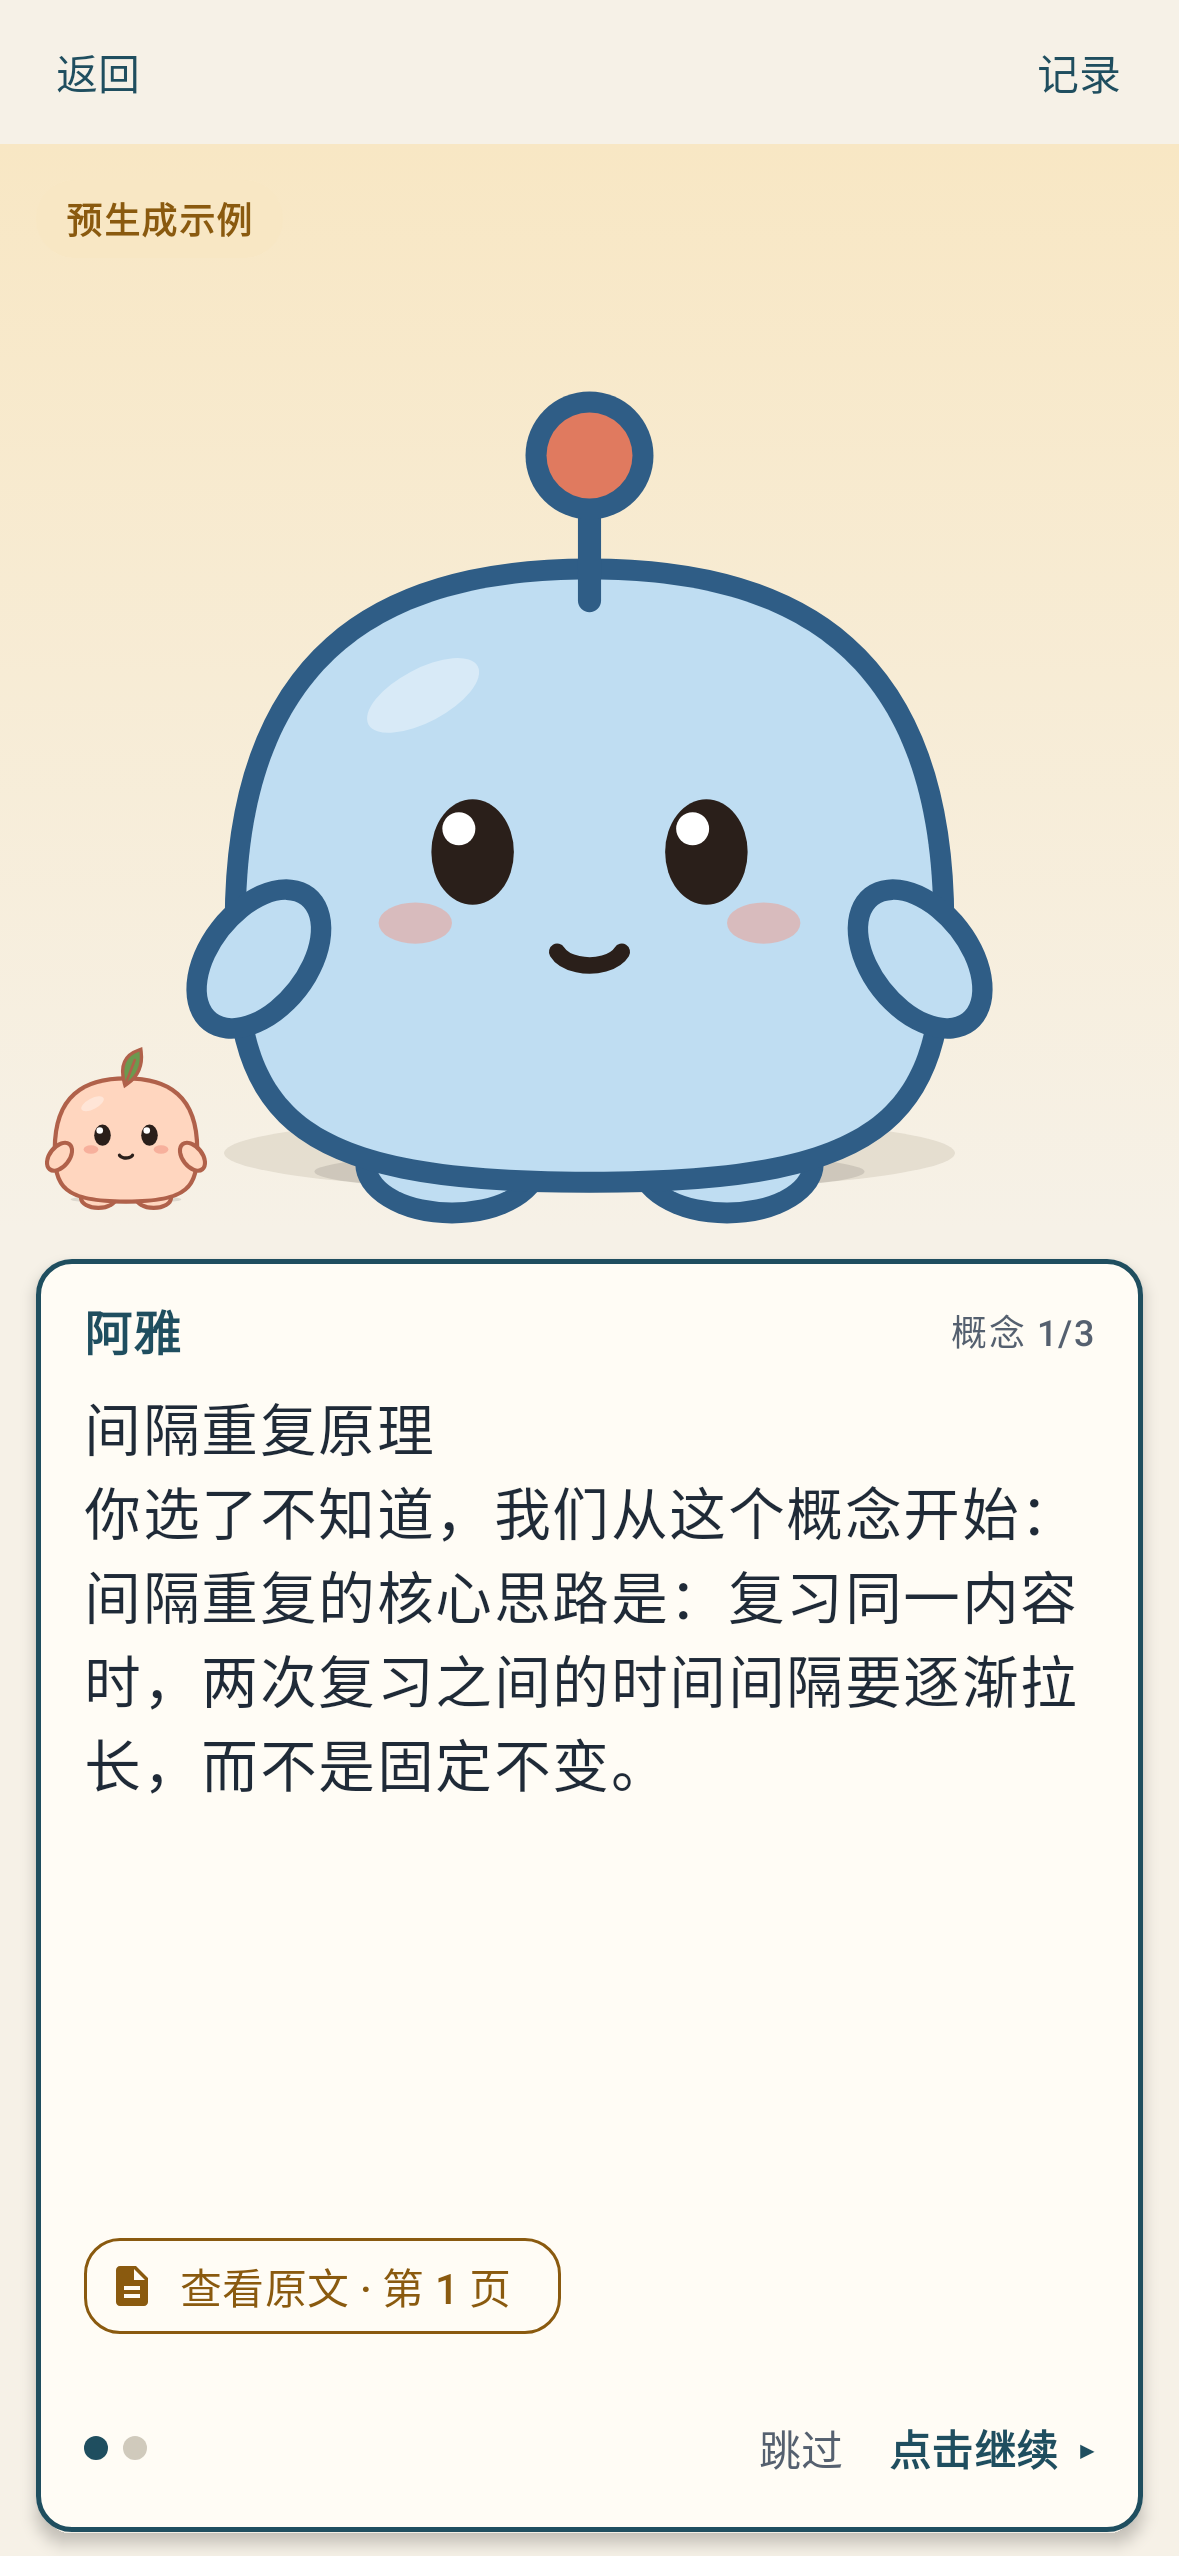 返回
记录
预生成示例
阿雅
概念 1/3
间隔重复原理
你选了不知道，我们从这个概念开始：
间隔重复的核心思路是：复习同一内容
时，两次复习之间的时间间隔要逐渐拉
长，而不是固定不变。
查看原文 · 第 1 页
跳过
点击继续 ▸